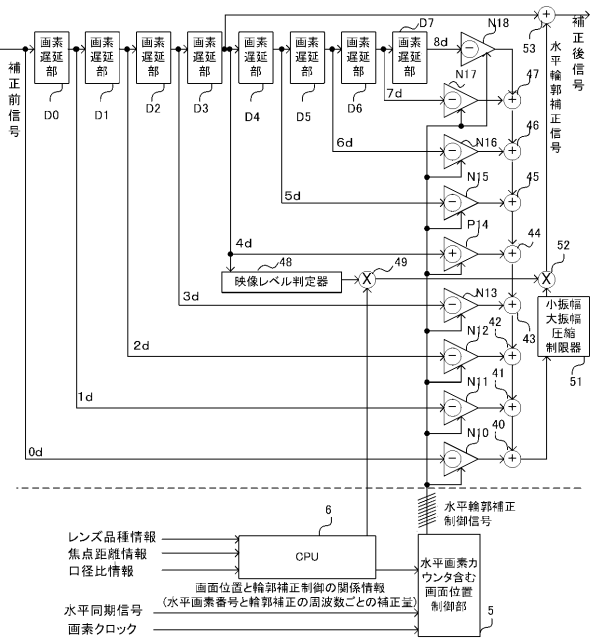 補正前信号
画素遅延部
D0
画素遅延部
D1
画素遅延部
D2
画素遅延部
D3
画素遅延部
D4
画素遅延部
D5
画素遅延部
D6
画素遅延部
D7
8d
N18
53
補正後信号
水平輪郭補正信号
7d
N17
47
6d
N16
46
5d
N15
45
4d
P14
44
48
映像レベル判定器
49
52
3d
N13
43
小振幅
大振幅
圧縮
制限器
51
2d
N12
42
1d
N11
41
0d
N10
40
水平輪郭補正
制御信号
6
レンズ品種情報
焦点距離情報
口径比情報
CPU
水平画素カ
ウンタ含む
画面位置
制御部
5
画面位置と輪郭補正制御の関係情報
(水平画素番号と輪郭補正の周波数ごとの補正量)
水平同期信号
画素クロック